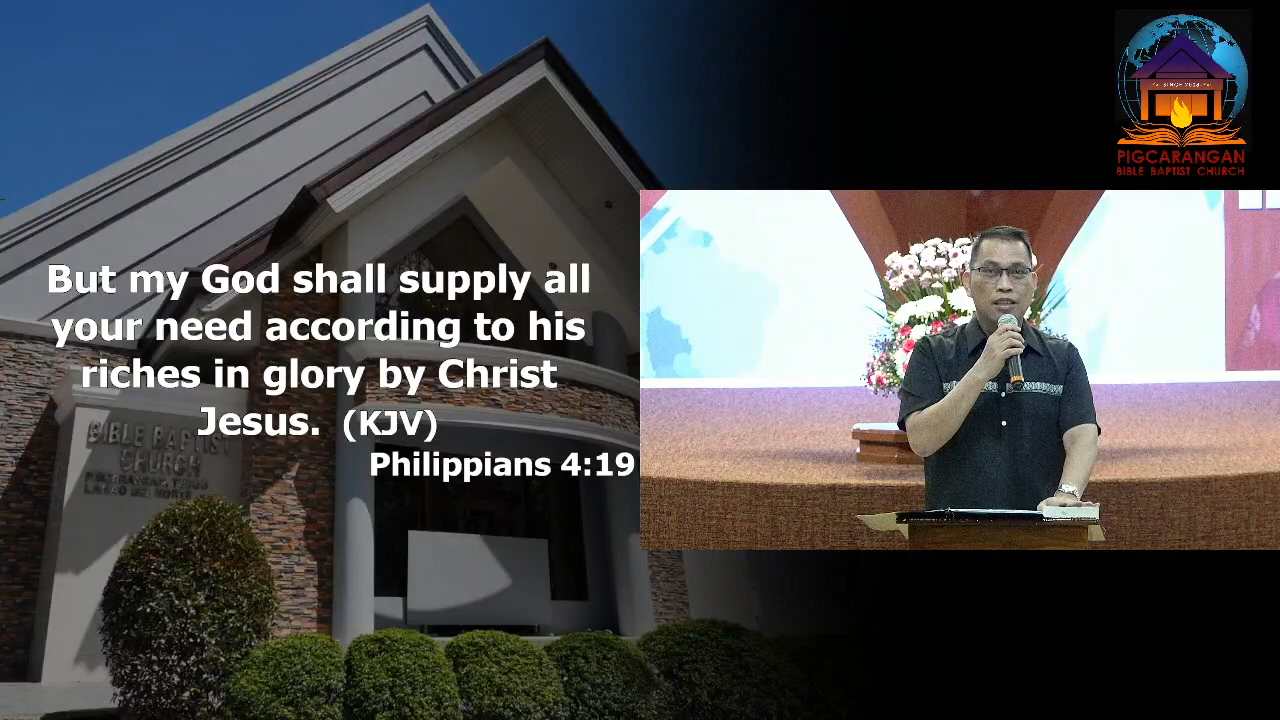 But my God shall supply all
your need according to his
riches in glory by Christ
Jesus. (KJV)
Philippians 4:19
BIBLE BAPTIST
CHURCH
PIGCARANGAN
BIBLE BAPTIST CHURCH